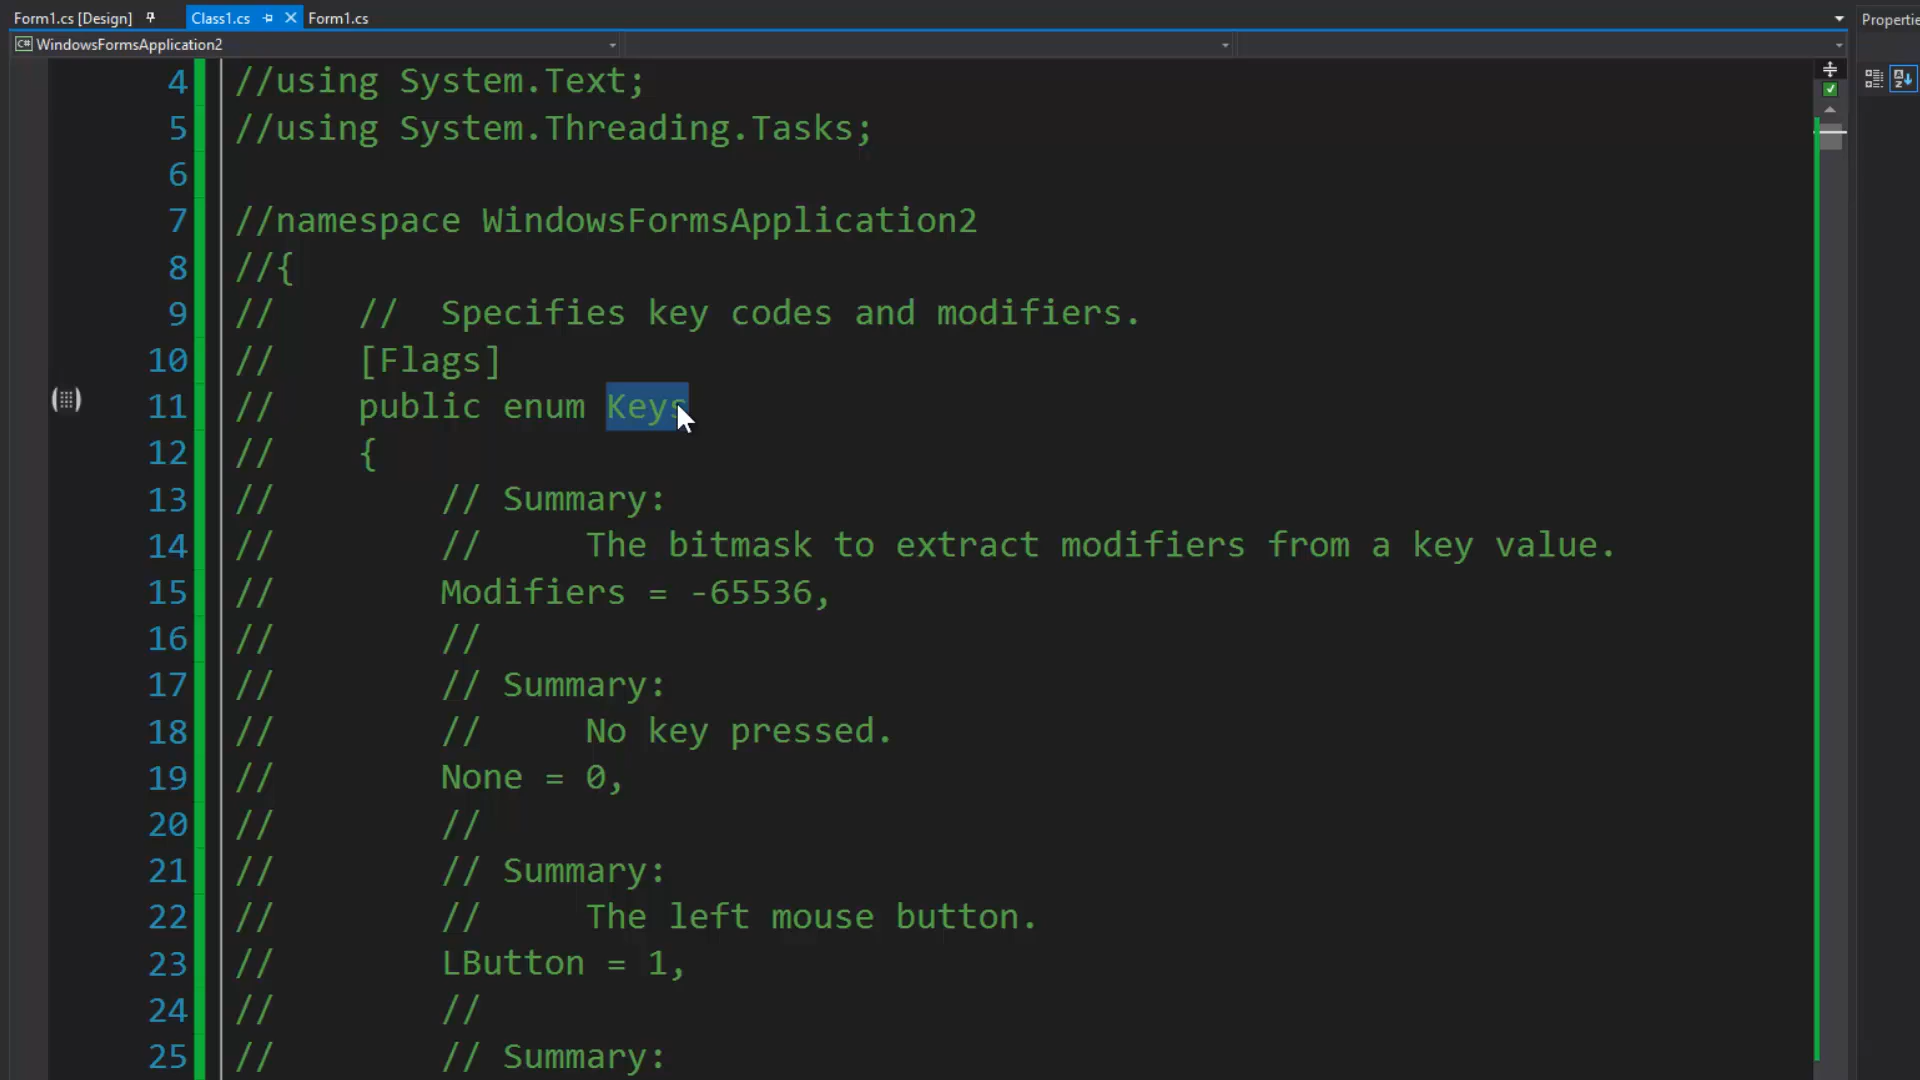 Form1.cs [Design] Class1.cs Form1.cs
WindowsFormsApplication2
4 //using System.Text;
5 //using System.Threading.Tasks;
6
7 //namespace WindowsFormsApplication2
8 //{
9 // // Specifies key codes and modifiers.
10 // [Flags]
11 // public enum Keys
12 // {
13 // // Summary:
14 // // The bitmask to extract modifiers from a key value.
15 // Modifiers = -65536,
16 // //
17 // // Summary:
18 // // No key pressed.
19 // None = 0,
20 // //
21 // // Summary:
22 // // The left mouse button.
23 // LButton = 1,
24 // //
25 // // Summary:
Propertie